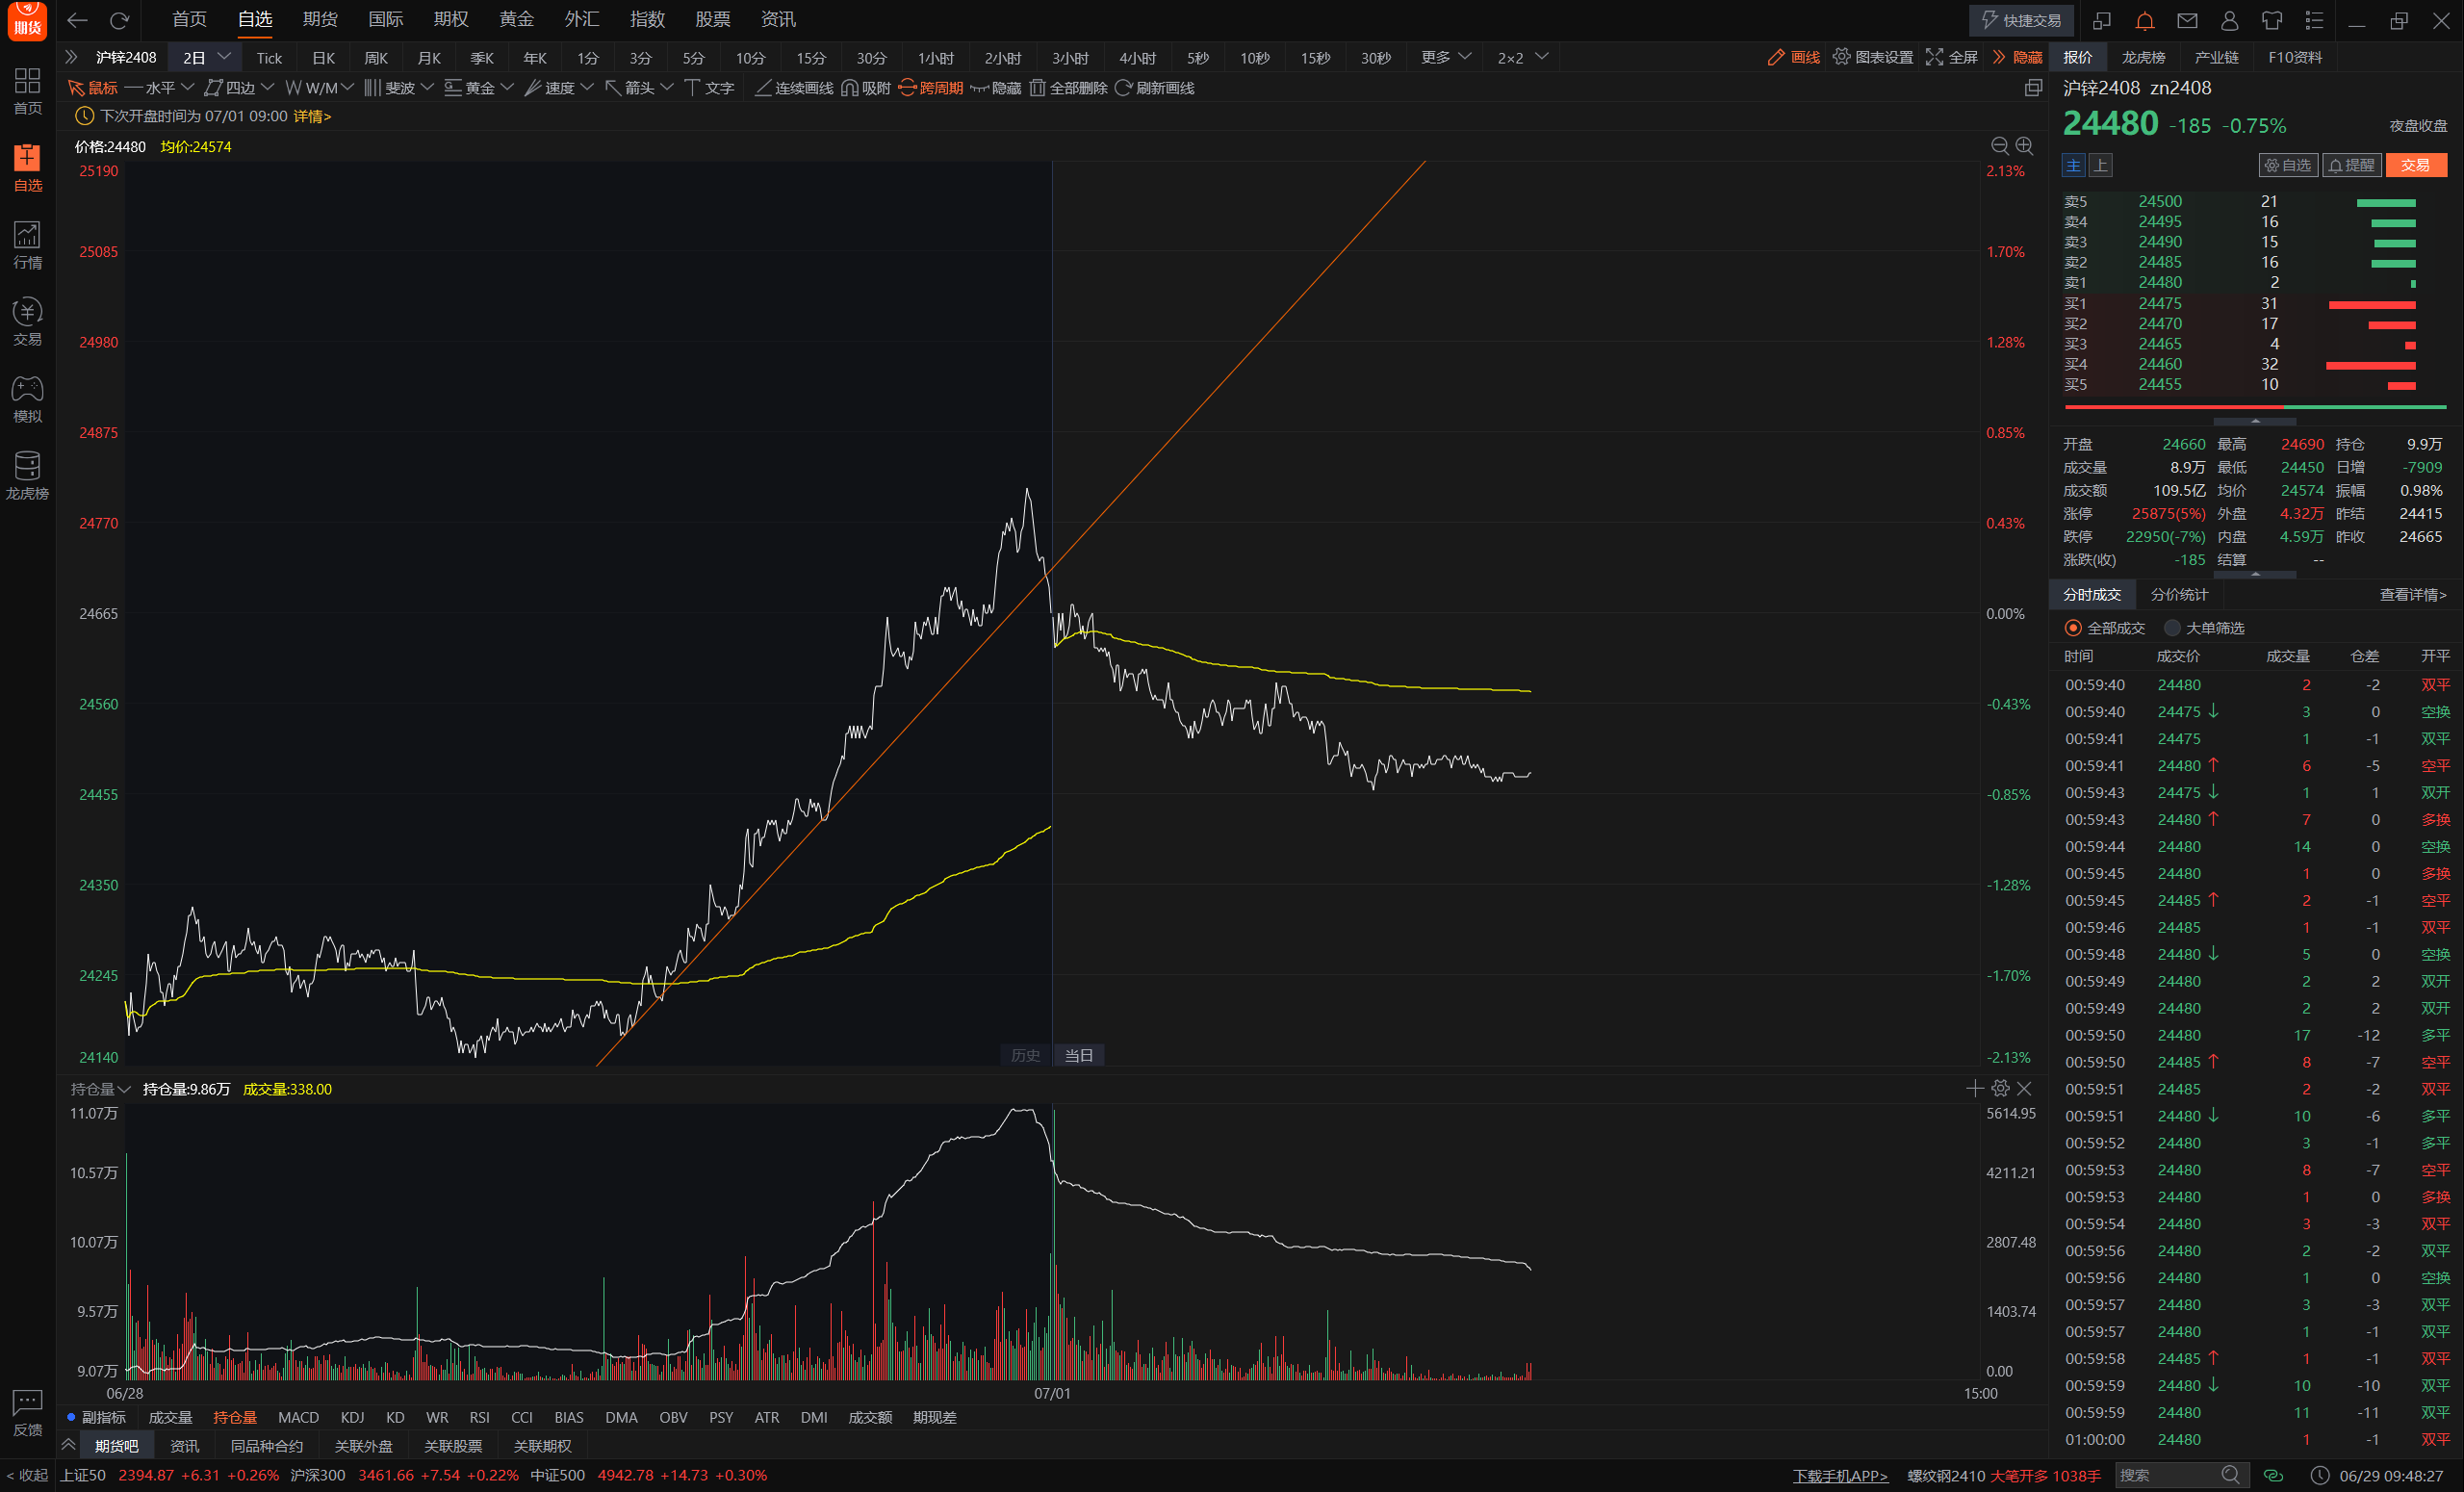 期货 首页 自选 期货 国际 期权 黄金 外汇 指数 股票 资讯 快捷交易
沪锌2408 2日 Tick 日K 周K 月K 季K 年K 1分 3分 5分 10分 15分 30分 1小时 2小时 3小时 4小时 5秒 10秒 15秒 30秒 更多 2×2 画线 图表设置 全屏 隐藏 报价 龙虎榜 产业链 F10资料
鼠标 水平 四边 W/M 斐波 黄金 速度 箭头 文字 连续画线 吸附 跨周期 隐藏 全部删除 刷新画线
下次开盘时间为 07/01 09:00 详情>
价格:24480 均价:24574
首页
自选
行情
交易
模拟
龙虎榜
反馈
25190 2.13%
25085 1.70%
24980 1.28%
24875 0.85%
24770 0.43%
24665 0.00%
24560 -0.43%
24455 -0.85%
24350 -1.28%
24245 -1.70%
24140 -2.13%
历史 当日
持仓量 持仓量:9.86万 成交量:338.00
11.07万 5614.95
10.57万 4211.21
10.07万 2807.48
9.57万 1403.74
9.07万 0.00
06/28 07/01 15:00
副指标 成交量 持仓量 MACD KDJ KD WR RSI CCI BIAS DMA OBV PSY ATR DMI 成交额 期现差
期货吧 资讯 同品种合约 关联外盘 关联股票 关联期权
沪锌2408 zn2408
24480 -185 -0.75% 夜盘收盘
主 上 自选 提醒 交易
卖5 24500 21
卖4 24495 16
卖3 24490 15
卖2 24485 16
卖1 24480 2
买1 24475 31
买2 24470 17
买3 24465 4
买4 24460 32
买5 24455 10
开盘 24660 最高 24690 持仓 9.9万
成交量 8.9万 最低 24450 日增 -7909
成交额 109.5亿 均价 24574 振幅 0.98%
涨停 25875(5%) 外盘 4.32万 昨结 24415
跌停 22950(-7%) 内盘 4.59万 昨收 24665
涨跌(收) -185 结算 --
分时成交 分价统计 查看详情>
全部成交 大单筛选
时间 成交价 成交量 仓差 开平
00:59:40 24480 2 -2 双平
00:59:40 24475 ↓ 3 0 空换
00:59:41 24475 1 -1 双平
00:59:41 24480 ↑ 6 -5 空平
00:59:43 24475 ↓ 1 1 双开
00:59:43 24480 ↑ 7 0 多换
00:59:44 24480 14 0 空换
00:59:45 24480 1 0 多换
00:59:45 24485 ↑ 2 -1 空平
00:59:46 24485 1 -1 双平
00:59:48 24480 ↓ 5 0 空换
00:59:49 24480 2 2 双开
00:59:49 24480 2 2 双开
00:59:50 24480 17 -12 多平
00:59:50 24485 ↑ 8 -7 空平
00:59:51 24485 2 -2 双平
00:59:51 24480 ↓ 10 -6 多平
00:59:52 24480 3 -1 多平
00:59:53 24480 8 -7 空平
00:59:53 24480 1 0 多换
00:59:54 24480 3 -3 双平
00:59:56 24480 2 -2 双平
00:59:56 24480 1 0 空换
00:59:57 24480 3 -3 双平
00:59:57 24480 1 -1 双平
00:59:58 24485 ↑ 1 -1 双平
00:59:59 24480 ↓ 10 -10 双平
00:59:59 24480 11 -11 双平
01:00:00 24480 1 -1 双平
< 收起 上证50 2394.87 +6.31 +0.26% 沪深300 3461.66 +7.54 +0.22% 中证500 4942.78 +14.73 +0.30% 下载手机APP> 螺纹钢2410 大笔开多 1038手 搜索 06/29 09:48:27